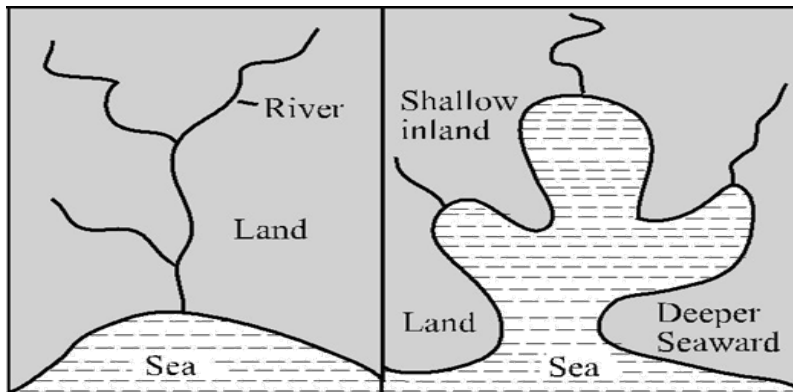 River
Land
Sea
Shallow
inland
Land
Deeper
Seaward
Sea